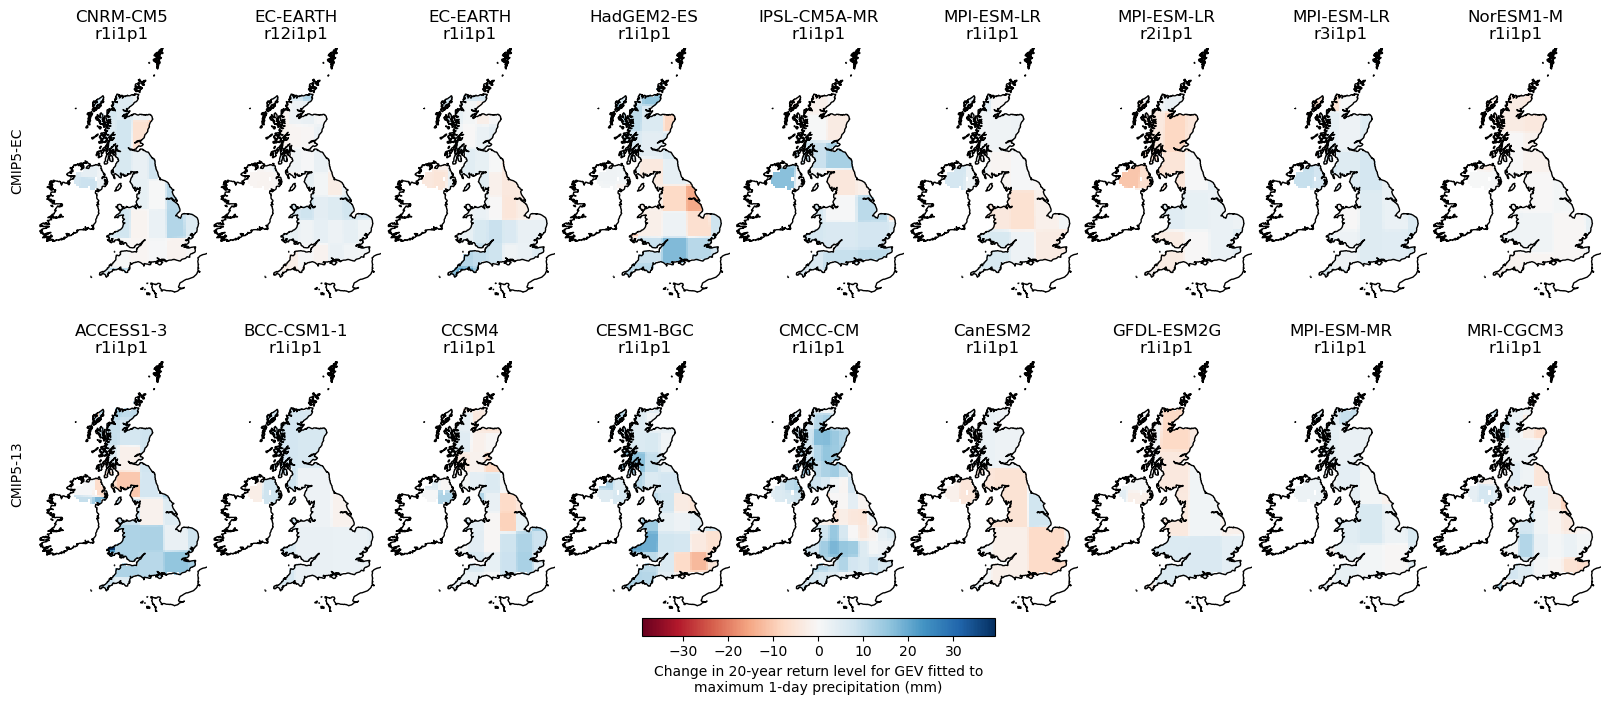 CNRM-CM5 EC-EARTH EC-EARTH HadGEM2-ES IPSL-CM5A-MR MPI-ESM-LR MPI-ESM-LR MPI-ESM-LR NorESM1-M
r1i1p1 r12i1p1 r1i1p1 r1i1p1 r1i1p1 r1i1p1 r2i1p1 r3i1p1 r1i1p1
CMIP5-EC
ACCESS1-3 BCC-CSM1-1 CCSM4 CESM1-BGC CMCC-CM CanESM2 GFDL-ESM2G MPI-ESM-MR MRI-CGCM3
r1i1p1 r1i1p1 r1i1p1 r1i1p1 r1i1p1 r1i1p1 r1i1p1 r1i1p1 r1i1p1
CMIP5-13
−30 −20 −10 0 10 20 30
Change in 20-year return level for GEV fitted to
maximum 1-day precipitation (mm)